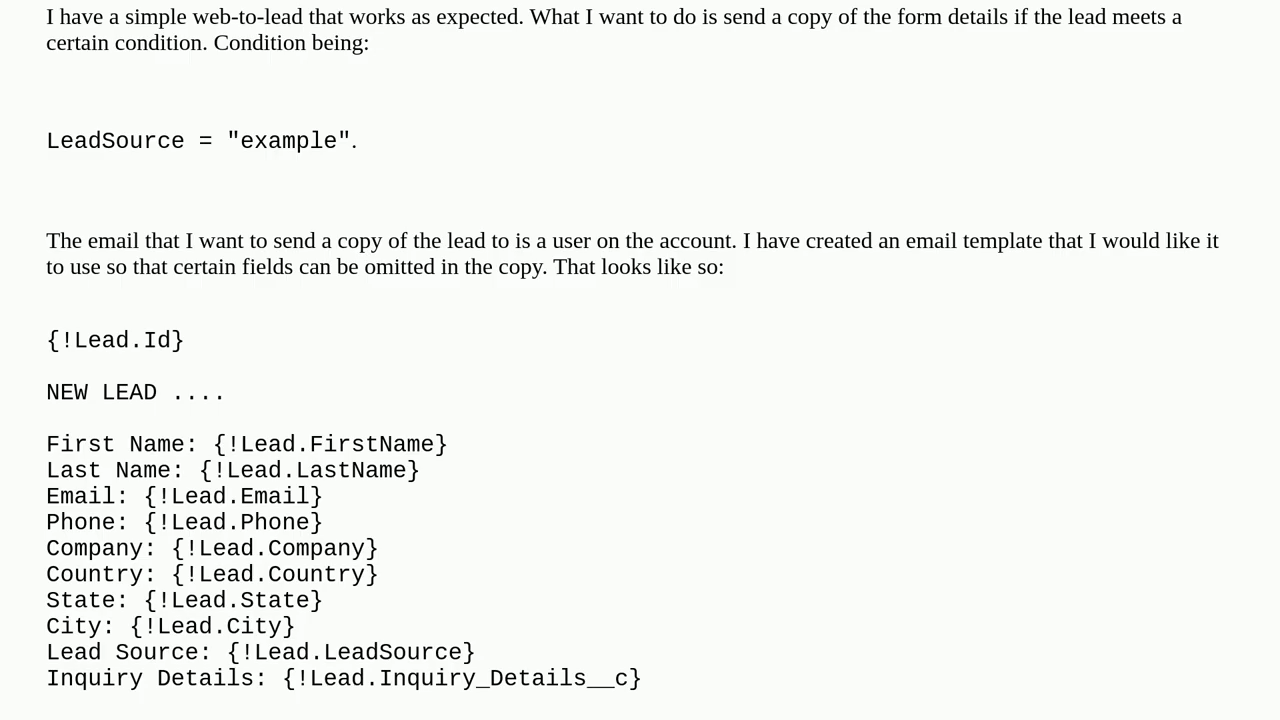 I have a simple web-to-lead that works as expected. What I want to do is send a copy of the form details if the lead meets a
certain condition. Condition being:
LeadSource = "example".
The email that I want to send a copy of the lead to is a user on the account. I have created an email template that I would like it
to use so that certain fields can be omitted in the copy. That looks like so:
{!Lead.Id}
NEW LEAD ....
First Name: {!Lead.FirstName}
Last Name: {!Lead.LastName}
Email: {!Lead.Email}
Phone: {!Lead.Phone}
Company: {!Lead.Company}
Country: {!Lead.Country}
State: {!Lead.State}
City: {!Lead.City}
Lead Source: {!Lead.LeadSource}
Inquiry Details: {!Lead.Inquiry_Details__c}